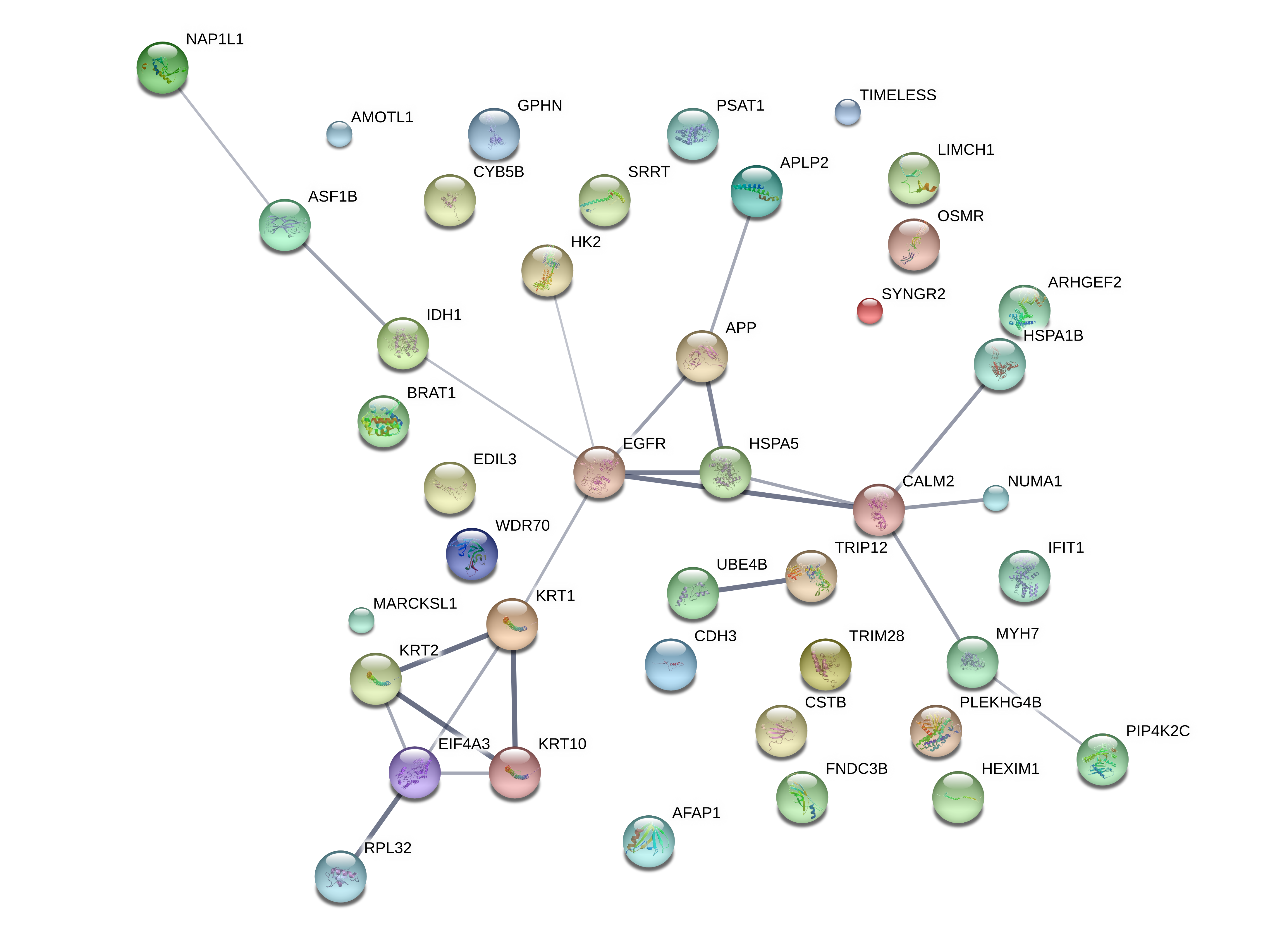 NAP1L1
TIMELESS
GPHN
PSAT1
AMOTL1
LIMCH1
APLP2
CYB5B
SRRT
ASF1B
OSMR
HK2
ARHGEF2
SYNGR2
IDH1
APP
HSPA1B
BRAT1
EGFR
HSPA5
EDIL3
CALM2
NUMA1
WDR70
TRIP12
IFIT1
UBE4B
KRT1
MARCKSL1
MYH7
CDH3
TRIM28
KRT2
CSTB
PLEKHG4B
PIP4K2C
EIF4A3
KRT10
FNDC3B
HEXIM1
AFAP1
RPL32